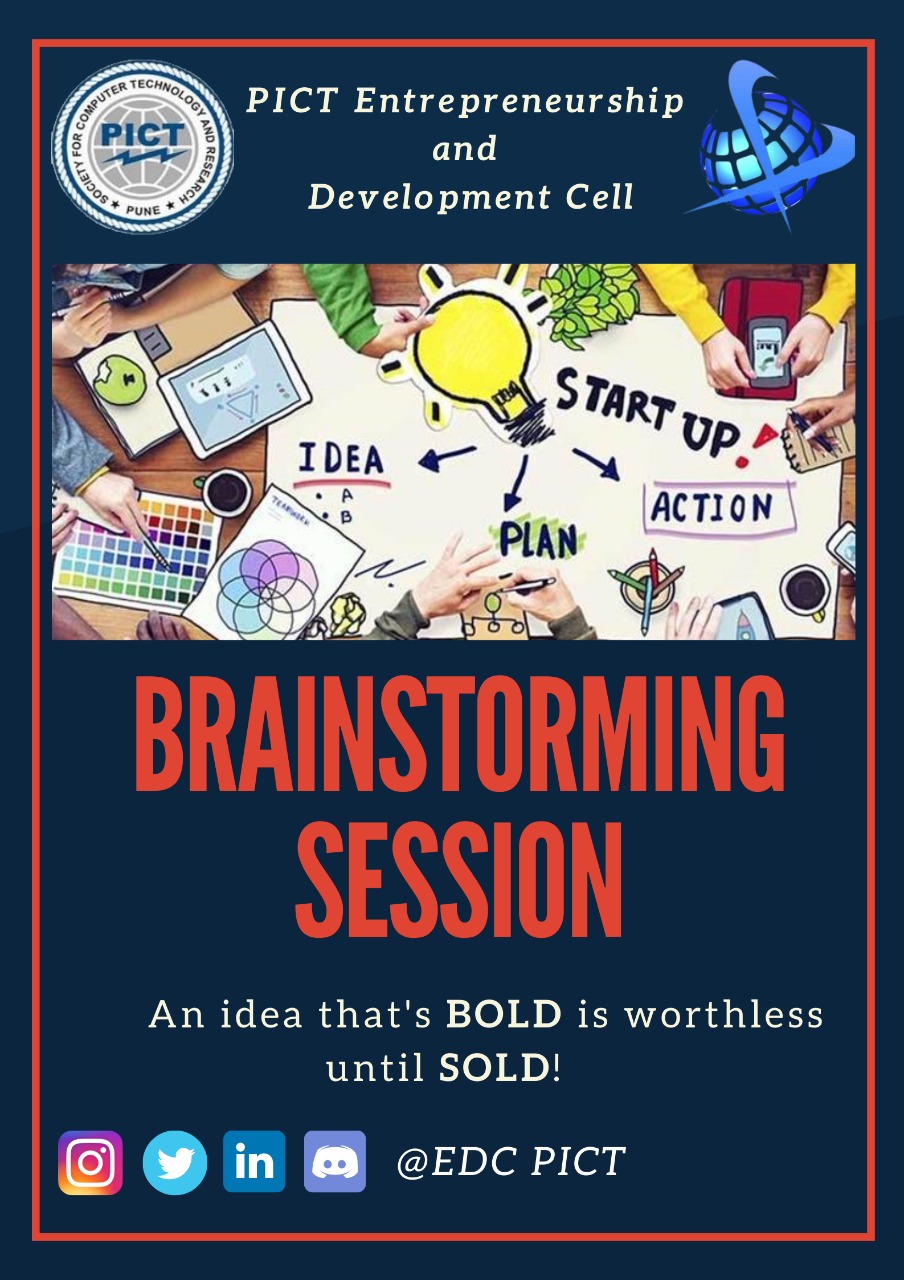 SOCIETY FOR COMPUTER TECHNOLOGY AND RESEARCH
PICT
★ PUNE ★
PICT Entrepreneurship
and
Development Cell
START UP!
IDEA
• A
• B
TEAMWORK
ACTION
PLAN
BRAINSTORMING
SESSION
An idea that's BOLD is worthless
until SOLD!
in
@EDC PICT